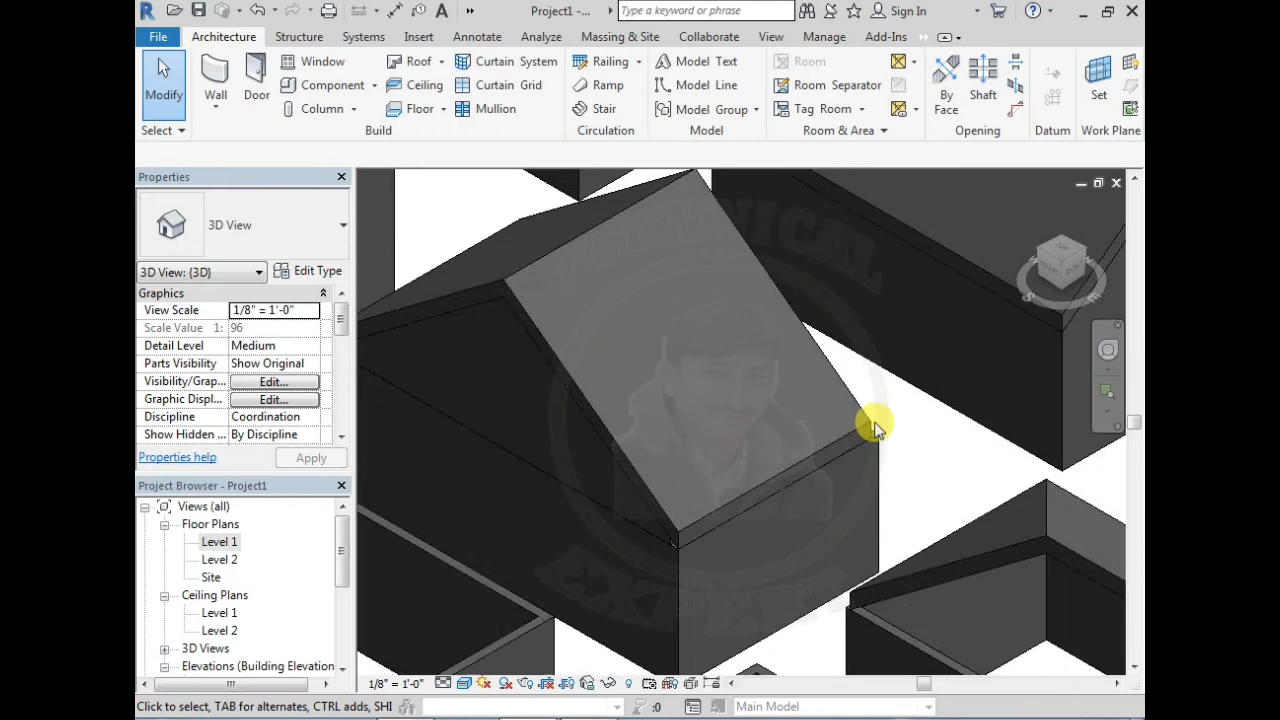 Project1 -...
Type a keyword or phrase
Sign In
File
Architecture
Structure
Systems
Insert
Annotate
Analyze
Massing & Site
Collaborate
View
Manage
Add-Ins
Modify
Wall
Door
Window
Component
Column
Roof
Ceiling
Floor
Curtain System
Curtain Grid
Mullion
Railing
Ramp
Stair
Model Text
Model Line
Model Group
Room
Room Separator
Tag Room
By Face
Shaft
Set
Select
Build
Circulation
Model
Room & Area
Opening
Datum
Work Plane
Properties
3D View
3D View: {3D}
Edit Type
Graphics
View Scale 1/8" = 1'-0"
Scale Value 1: 96
Detail Level Medium
Parts Visibility Show Original
Visibility/Grap... Edit...
Graphic Displ... Edit...
Discipline Coordination
Show Hidden ... By Discipline
Properties help
Apply
Project Browser - Project1
Views (all)
Floor Plans
Level 1
Level 2
Site
Ceiling Plans
Level 1
Level 2
3D Views
Elevations (Building Elevation
1/8" = 1'-0"
Click to select, TAB for alternates, CTRL adds, SHI
:0
Main Model